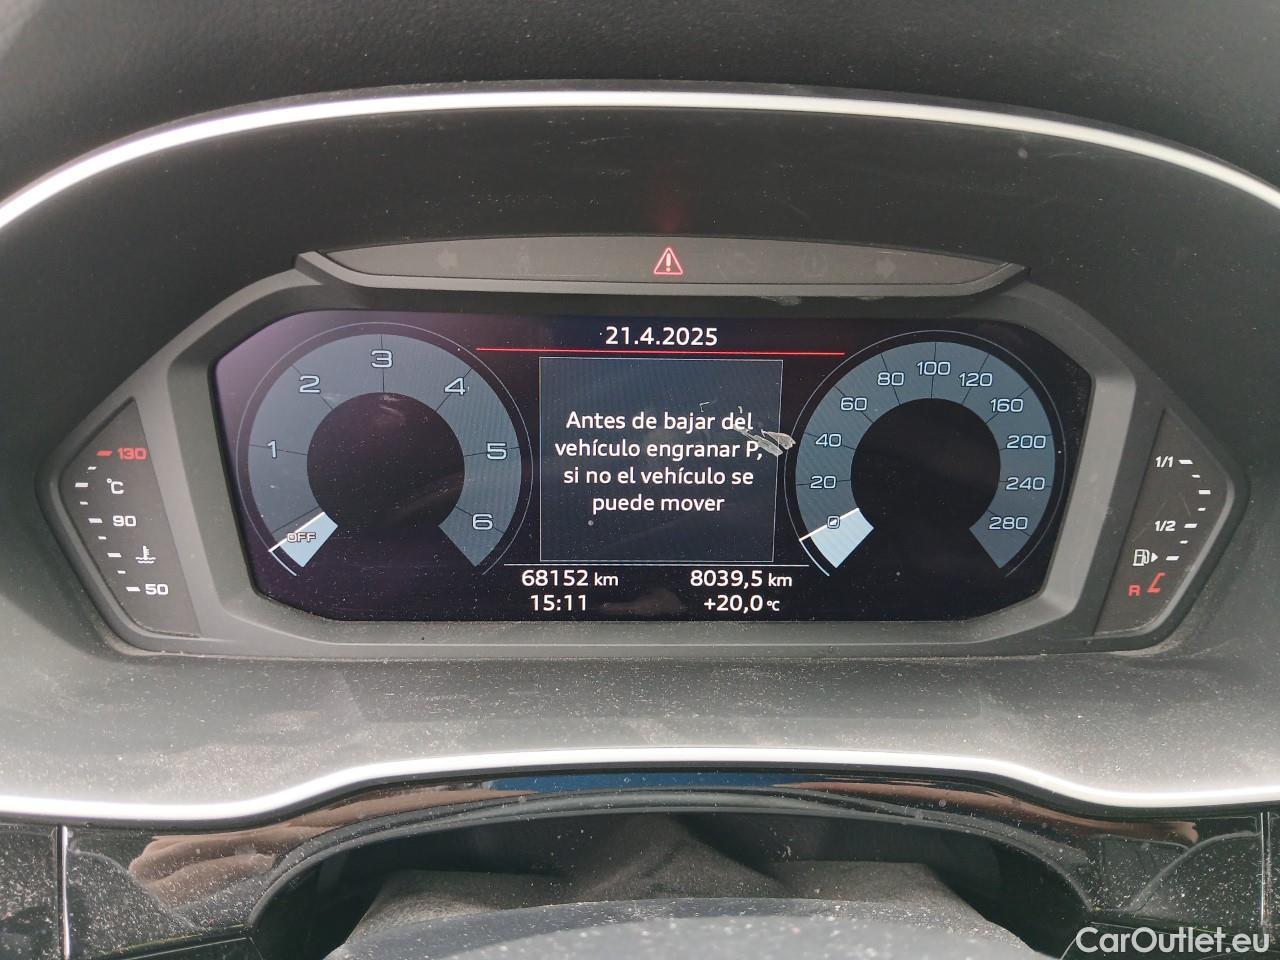 21.4.2025
1
2
3
4
5
6
OFF
Antes de bajar del
vehículo engranar P,
si no el vehículo se
puede mover
0
20
40
60
80
100
120
160
200
240
280
68152 km
8039,5 km
15:11
+20,0 °C
130
°C
90
50
1/1
1/2
R
CarOutlet.eu